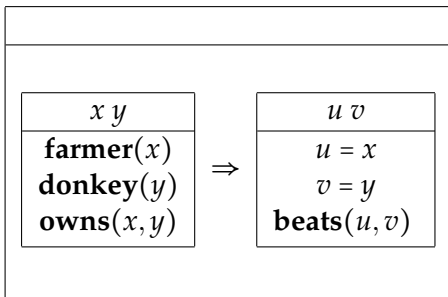 x y
u v
farmer(x)
u = x
donkey(y)
⇒
v = y
owns(x, y)
beats(u, v)